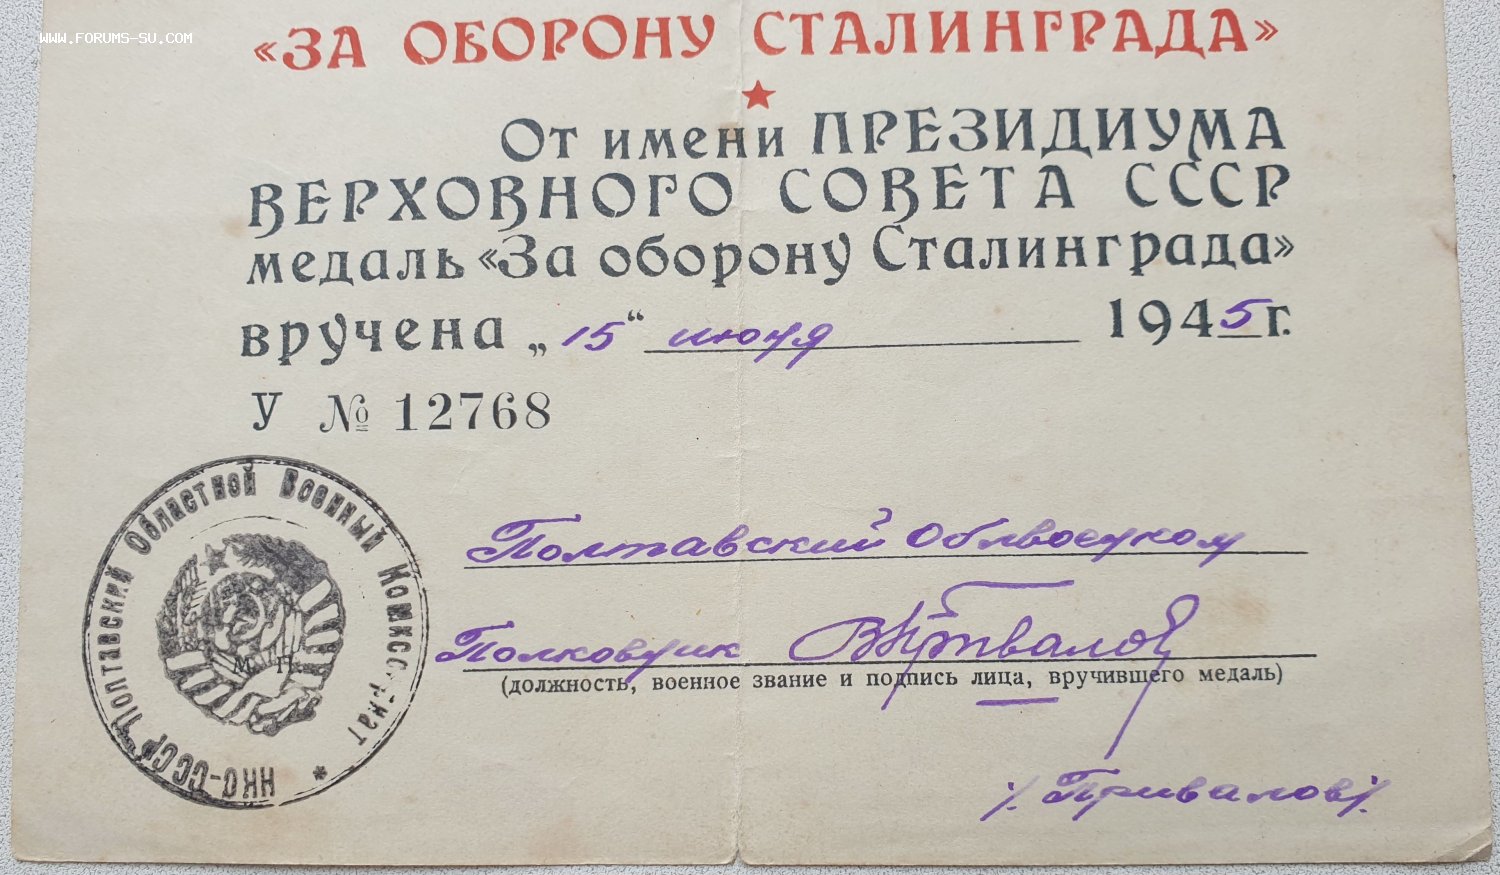 WWW.FORUMS-SU.COM
«ЗА ОБОРОНУ СТАЛИНГРАДА»
От имени ПРЕЗИДИУМА
ВЕРХОВНОГО СОВЕТА СССР
медаль «За оборону Сталинграда»
вручена „15“ июня 1945 г.
У № 12768
НКО-СССР Полтавский Областной Военный Комиссариат *
М. П.
Полтавский Облвоенком
Полковник
(должность, военное звание и подпись лица, вручившего медаль)
/. Привалов/.